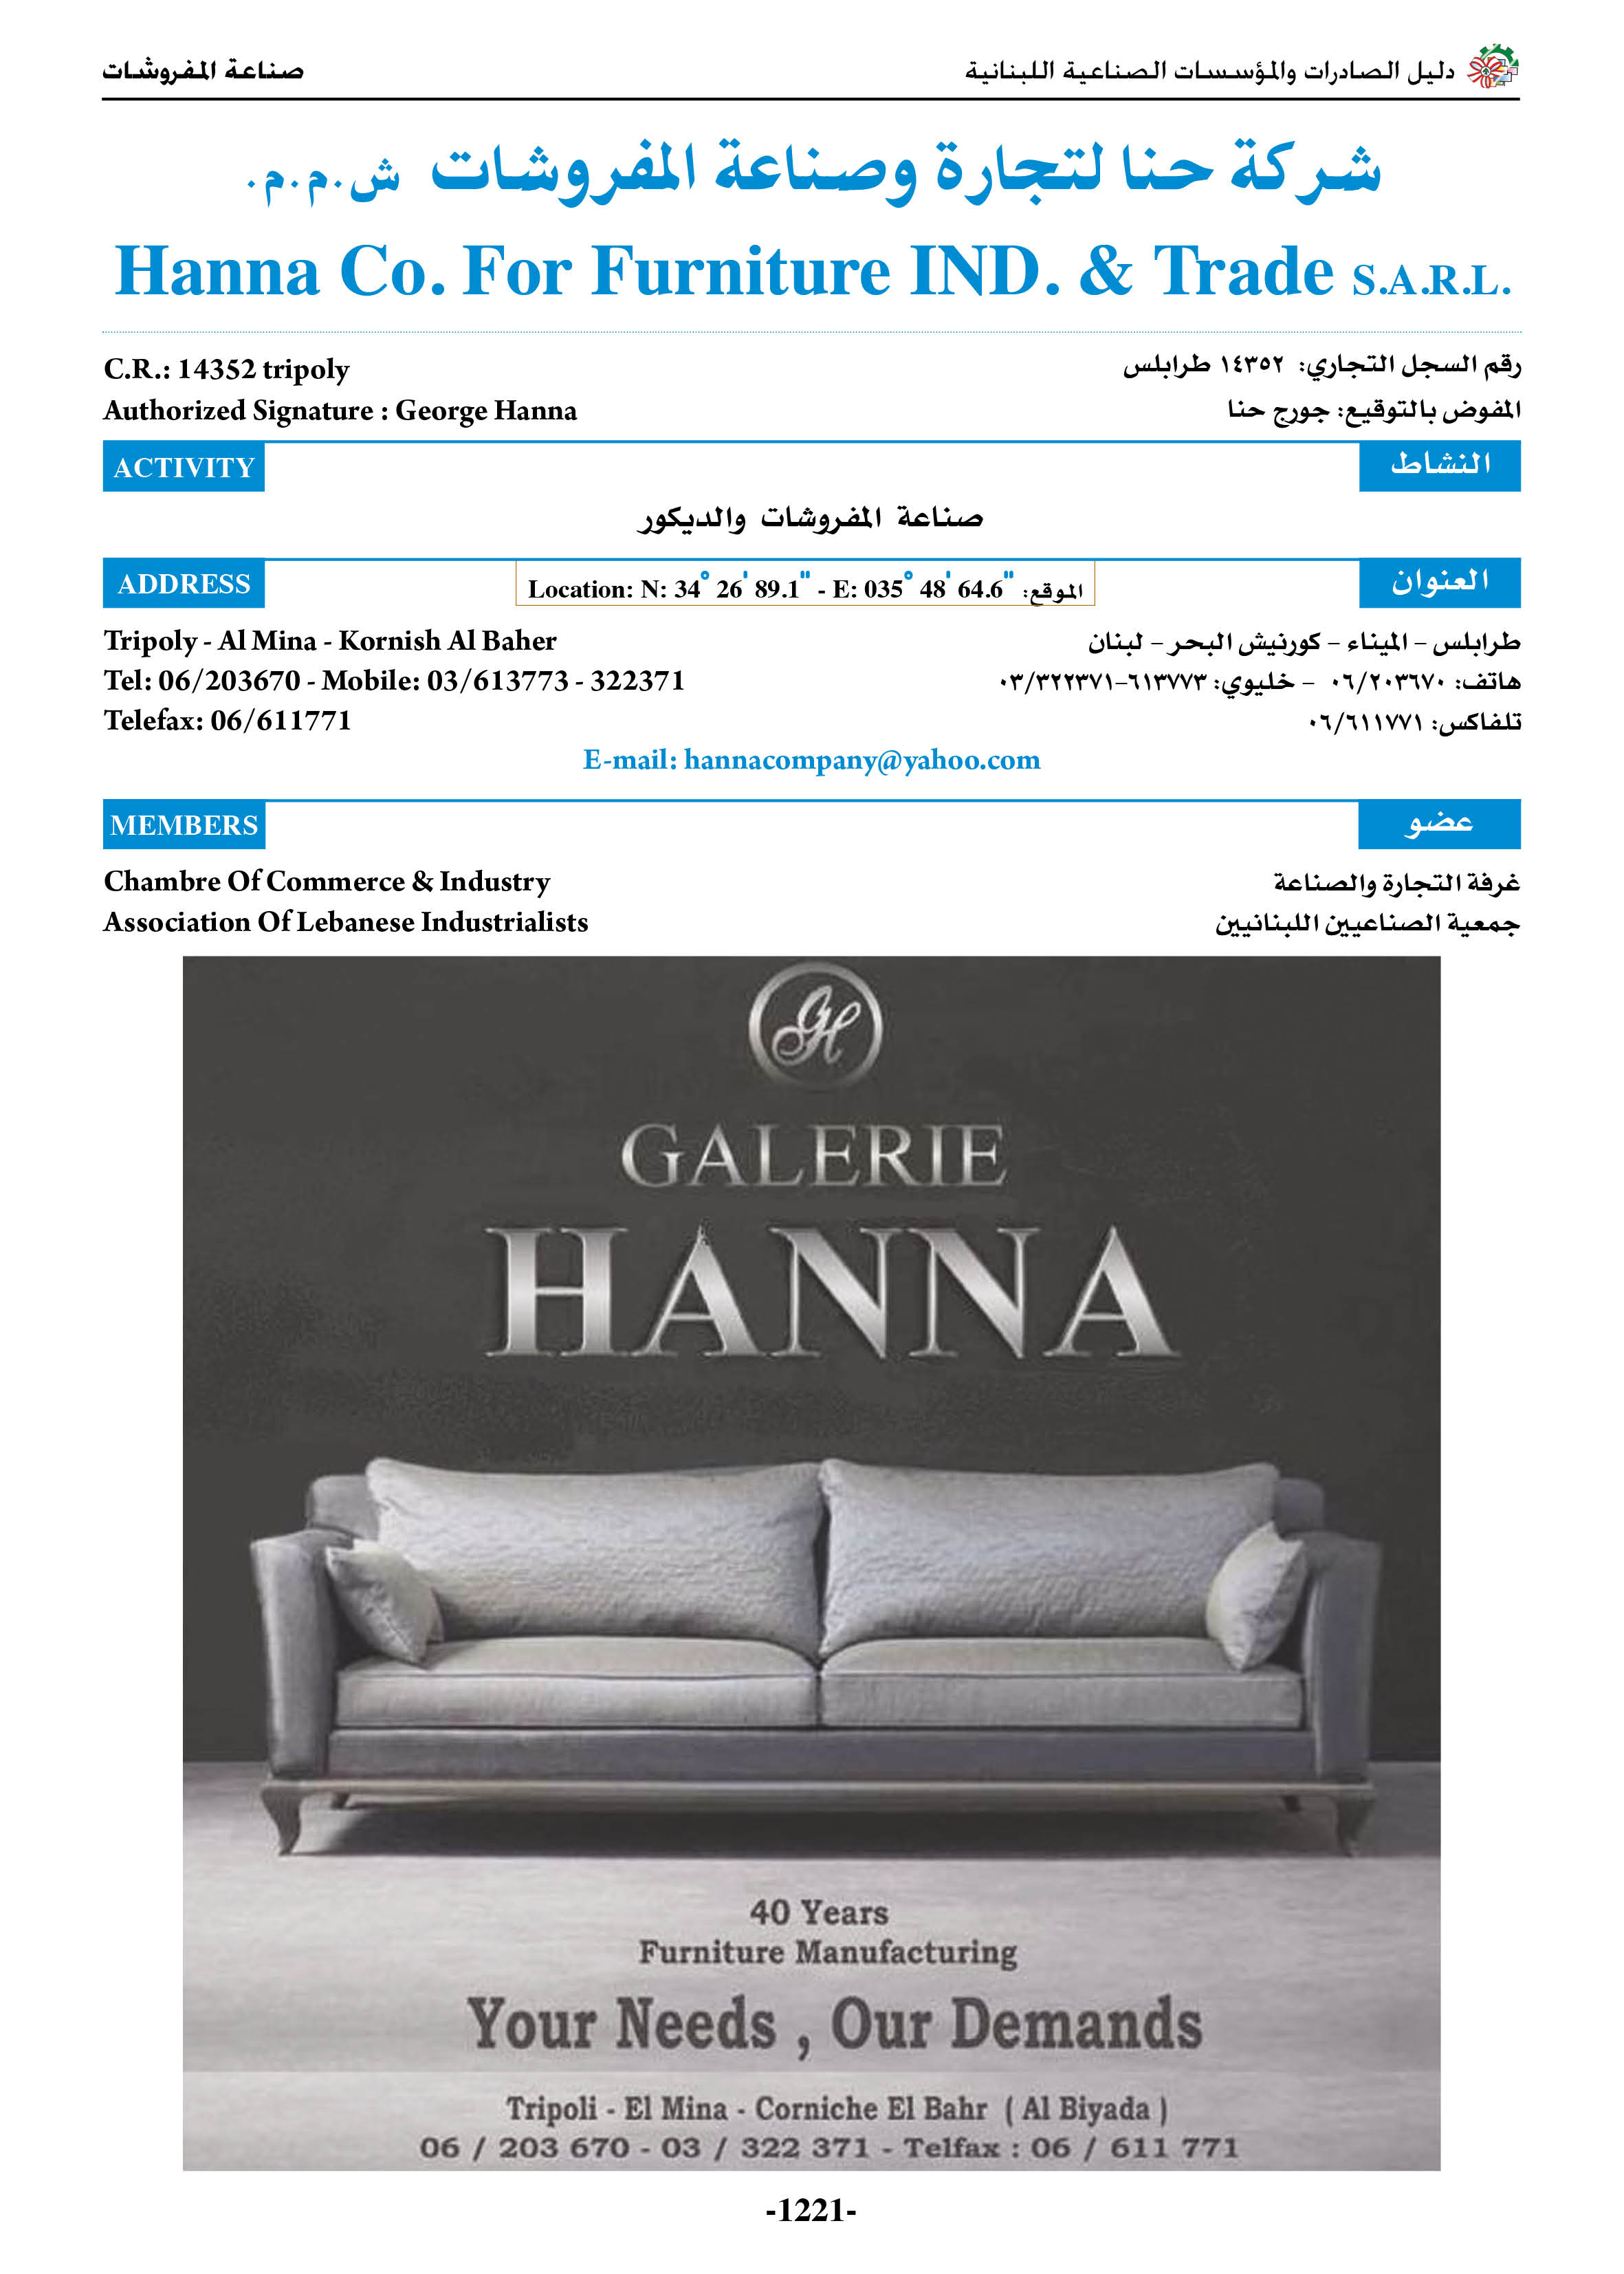 صناعة المفروشات
دليل الصادرات والمؤسسات الصناعية اللبنانية
شركة حنا لتجارة وصناعة المفروشات ش.م.م.
Hanna Co. For Furniture IND. & Trade S.A.R.L.
C.R.: 14352 tripoly
رقم السجل التجاري: ١٤٣٥٢ طرابلس
Authorized Signature : George Hanna
المفوض بالتوقيع: جورج حنا
ACTIVITY
النشاط
صناعة المفروشات والديكور
ADDRESS
Location: N: 34° 26' 89.1" - E: 035° 48' 64.6" الموقع:
العنوان
Tripoly - Al Mina - Kornish Al Baher
طرابلس – الميناء – كورنيش البحر – لبنان
Tel: 06/203670 - Mobile: 03/613773 - 322371
هاتف: ٠٦/٢٠٣٦٧٠ – خليوي: ٦١٣٧٧٣–٠٣/٣٢٢٣٧١
Telefax: 06/611771
تلفاكس: ٠٦/٦١١٧٧١
E-mail: hannacompany@yahoo.com
MEMBERS
عضو
Chambre Of Commerce & Industry
غرفة التجارة والصناعة
Association Of Lebanese Industrialists
جمعية الصناعيين اللبنانيين
GH
GALERIE
HANNA
40 Years
Furniture Manufacturing
Your Needs , Our Demands
Tripoli - El Mina - Corniche El Bahr ( Al Biyada )
06 / 203 670 - 03 / 322 371 - Telfax : 06 / 611 771
-1221-